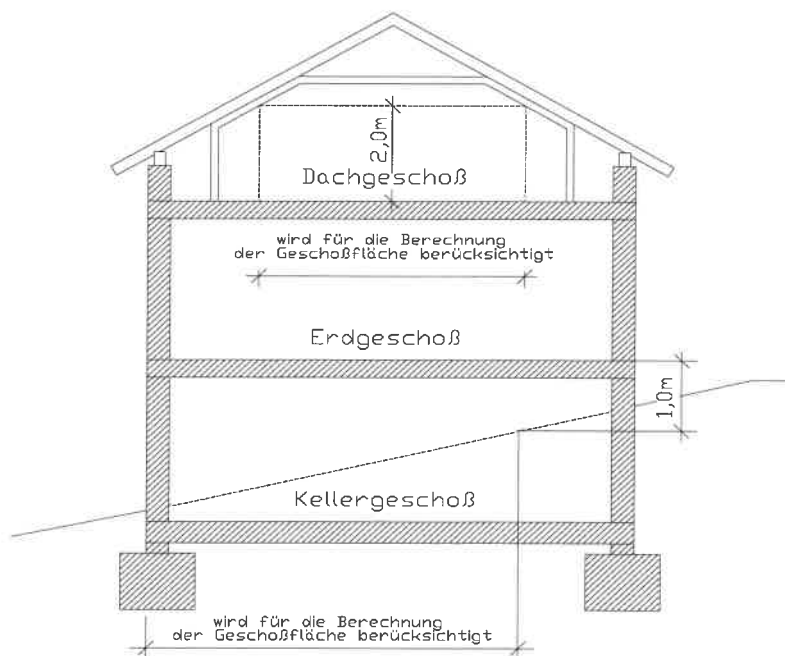 2,0m
Dachgeschoß
wird für die Berechnung
der Geschoßfläche berücksichtigt
Erdgeschoß
1,0m
Kellergeschoß
wird für die Berechnung
der Geschoßfläche berücksichtigt